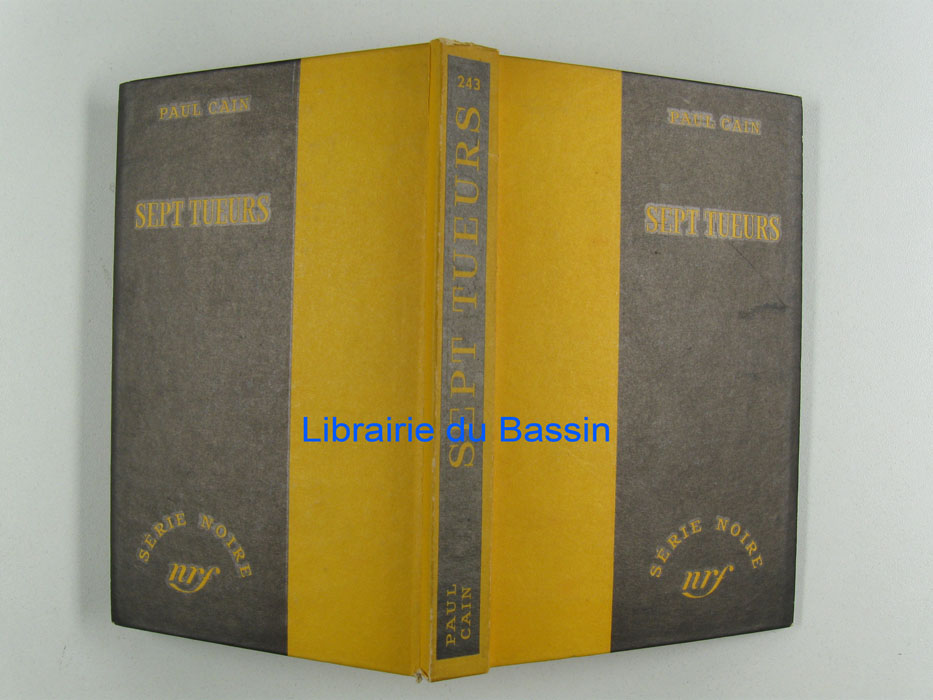 PAUL CAIN
SEPT TUEURS
SÉRIE NOIRE
nrf
243
SEPT TUEURS
PAUL
CAIN
PAUL CAIN
SEPT TUEURS
SÉRIE NOIRE
nrf
Librairie du Bassin